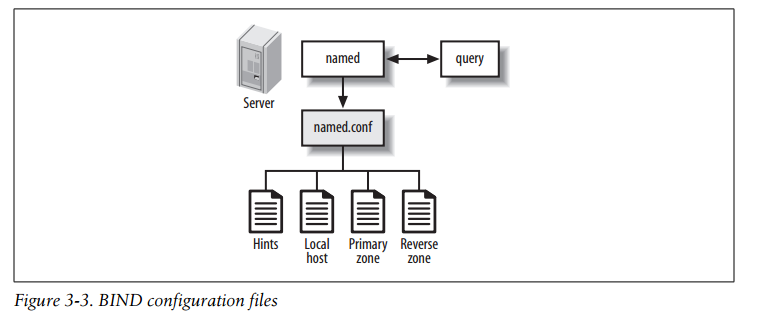 named
query
Server
named.conf
Hints
Local
host
Primary
zone
Reverse
zone
Figure 3-3. BIND configuration files